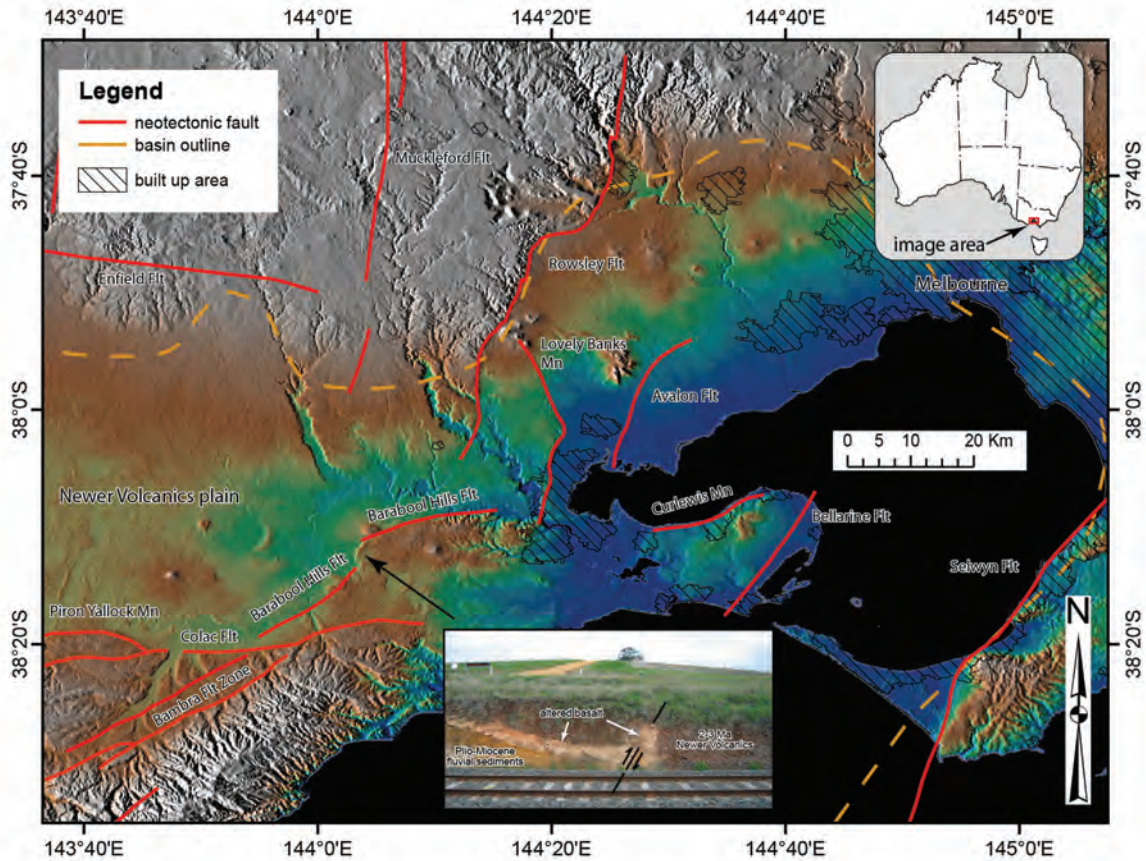 143°40'E
144°0'E
144°20'E
144°40'E
145°0'E
Legend
neotectonic fault
basin outline
built up area
image area
37°40'S
37°40'S
Muckleford Flt
Enfield Flt
Rowsley Flt
Melbourne
Lovely Banks
Mn
Avalon Flt
38°0'S
38°0'S
0 5 10 20 Km
Newer Volcanics plain
Barabool Hills Flt
Curlewis Mn
Bellarine Flt
Selwyn Flt
Barabool Hills Flt
Piron Yallock Mn
Colac Flt
Bambra Flt Zone
38°20'S
38°20'S
N
altered basalt
2-3 Ma
Newer Volcanics
Plio-Miocene
fluvial sediments
143°40'E
144°0'E
144°20'E
144°40'E
145°0'E